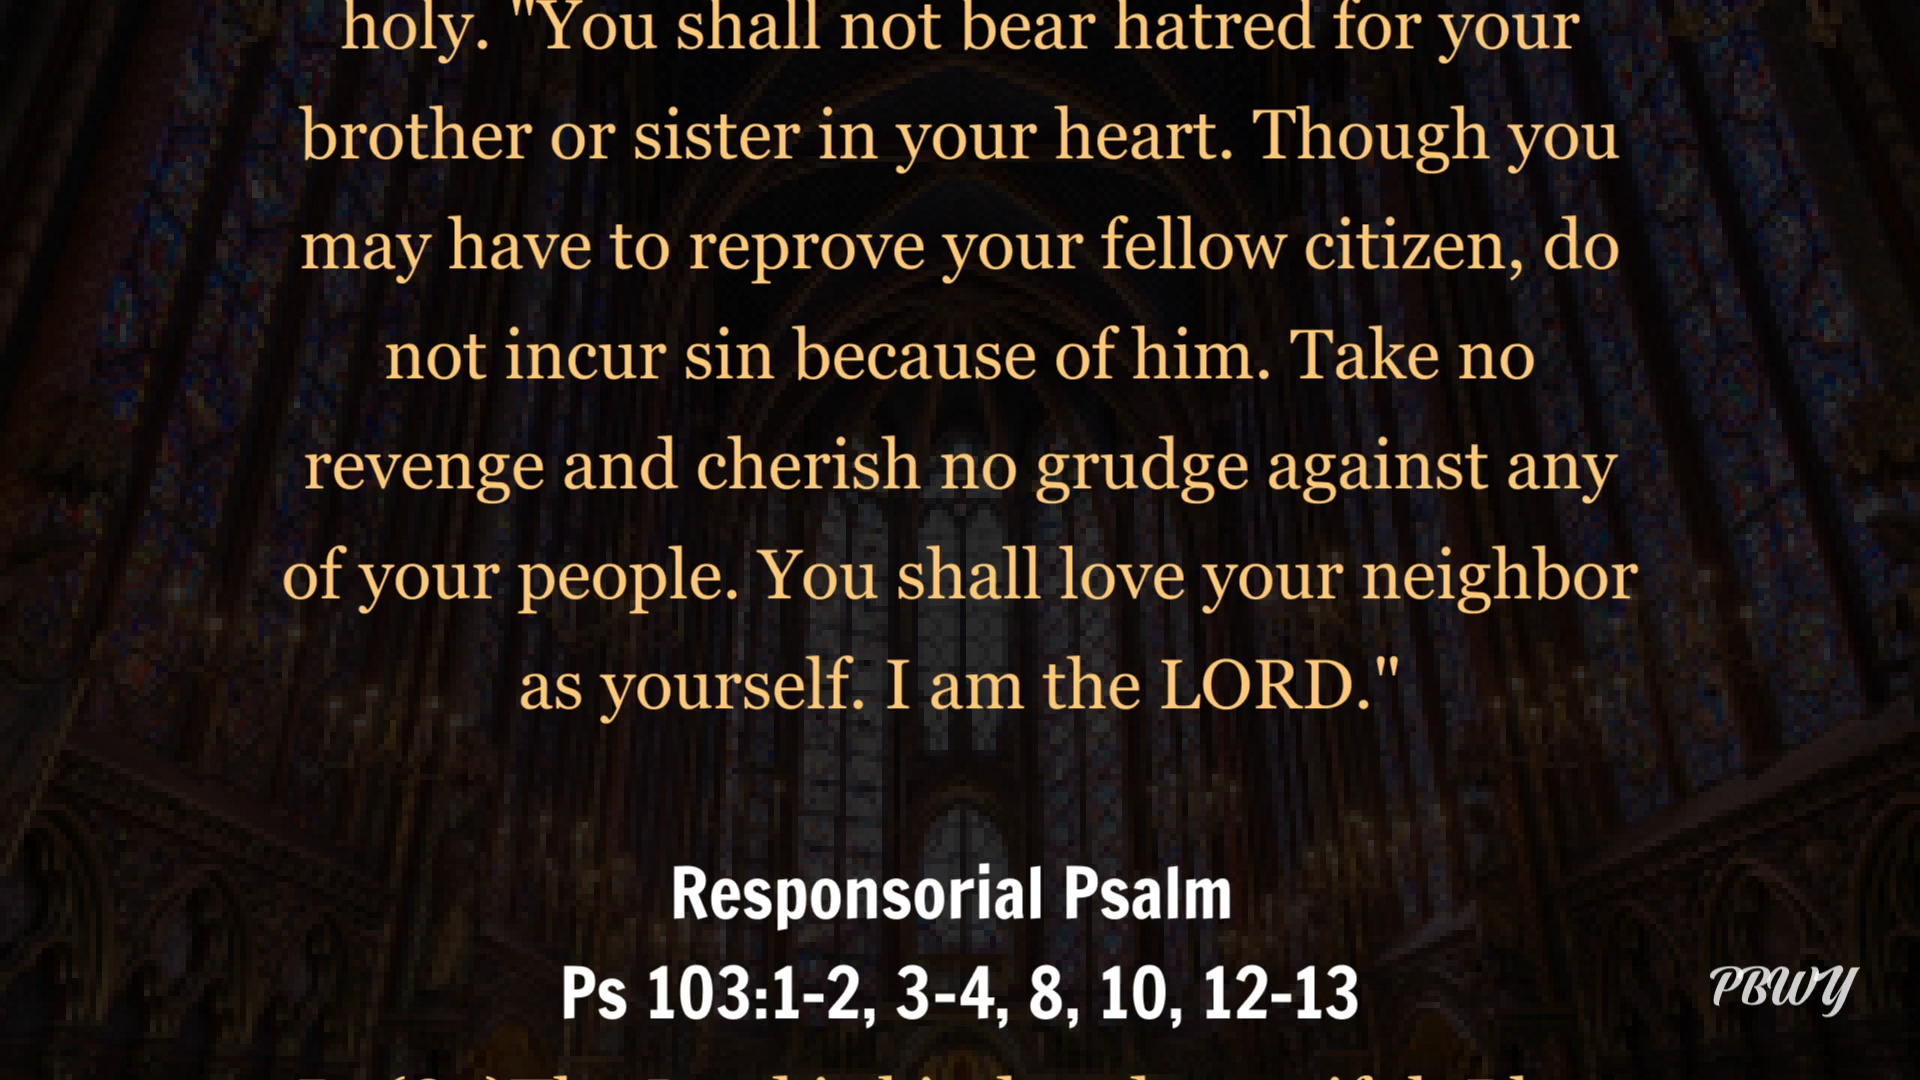 holy. "You shall not bear hatred for your
brother or sister in your heart. Though you
may have to reprove your fellow citizen, do
not incur sin because of him. Take no
revenge and cherish no grudge against any
of your people. You shall love your neighbor
as yourself. I am the LORD."
Responsorial Psalm
Ps 103:1-2, 3-4, 8, 10, 12-13
PBWY